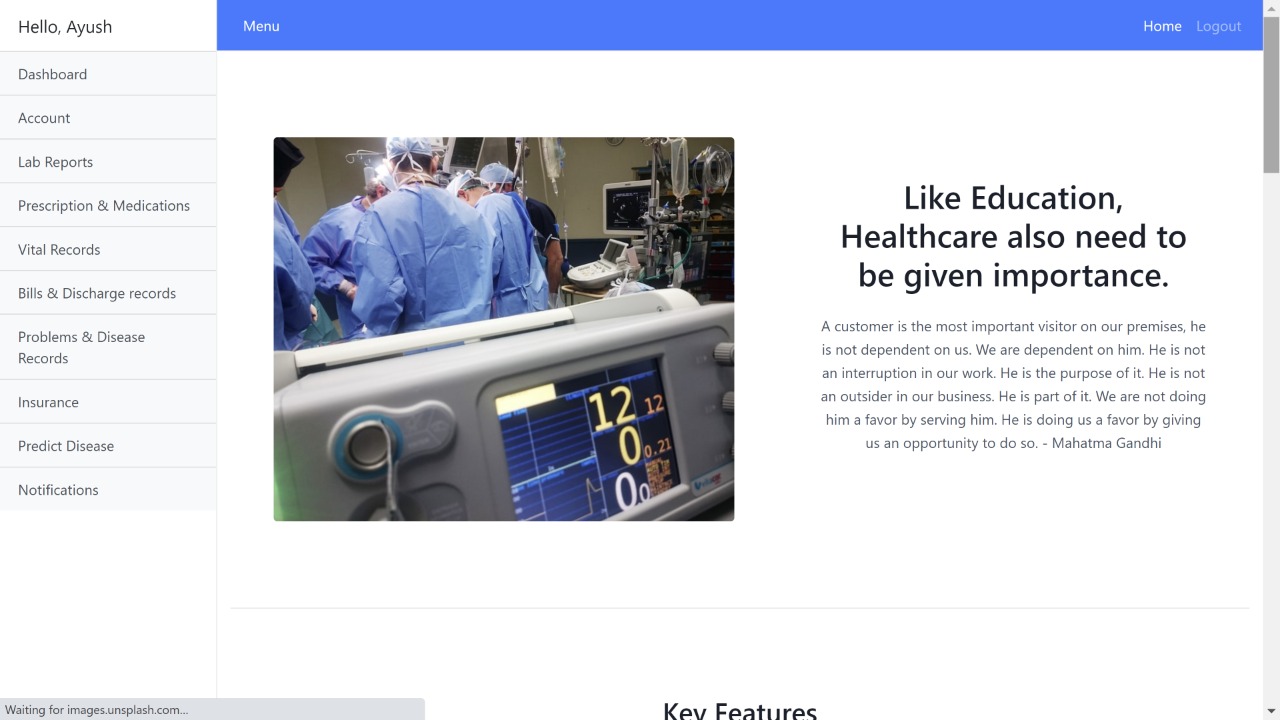 Hello, Ayush
Menu
Home Logout
Dashboard
Account
Lab Reports
Prescription & Medications
Vital Records
Bills & Discharge records
Problems & Disease
Records
Insurance
Predict Disease
Notifications
12
12
0
0.21
0
0
Like Education,
Healthcare also need to
be given importance.
A customer is the most important visitor on our premises, he
is not dependent on us. We are dependent on him. He is not
an interruption in our work. He is the purpose of it. He is not
an outsider in our business. He is part of it. We are not doing
him a favor by serving him. He is doing us a favor by giving
us an opportunity to do so. - Mahatma Gandhi
Key Features
Waiting for images.unsplash.com...